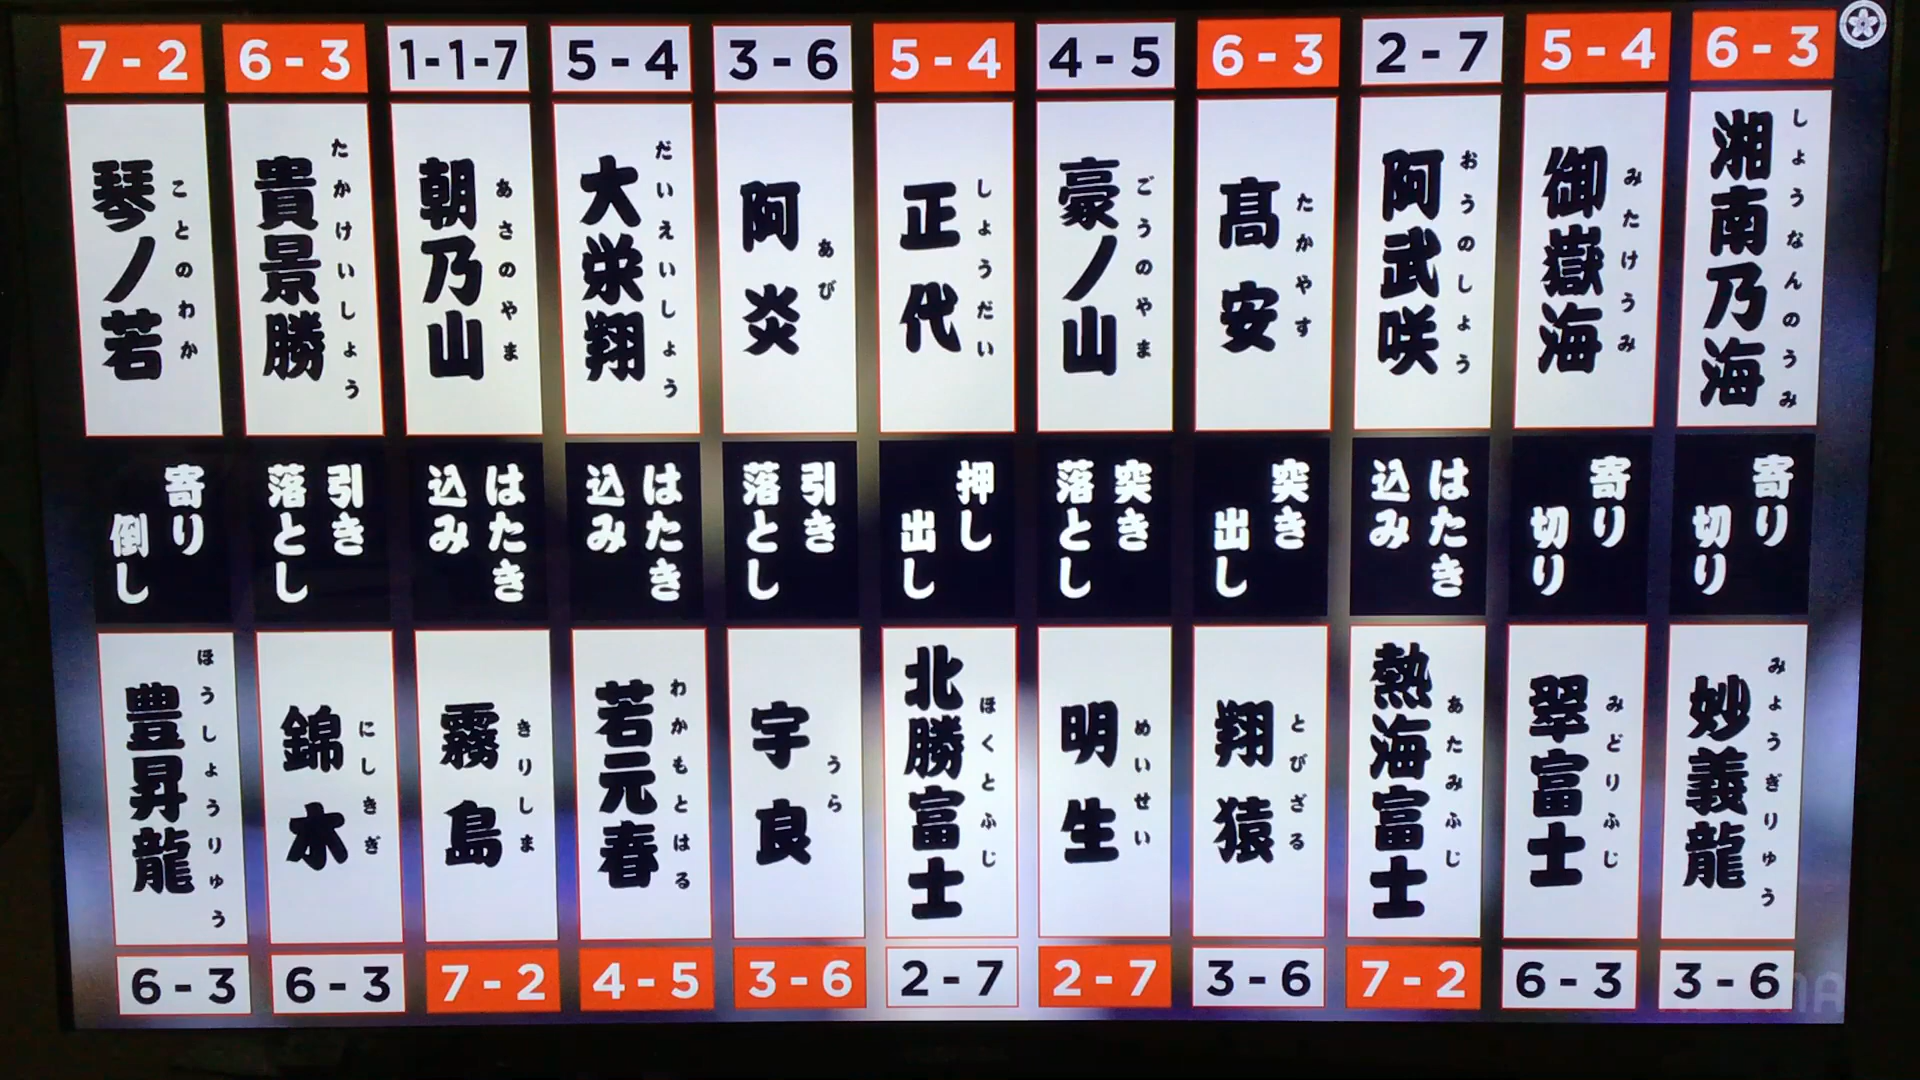 6-3
湘南乃海
しょうなんのうみ
寄り切り
妙義龍
みょうぎりゅう
3-6
5-4
御嶽海
みたけうみ
寄り切り
翠富士
みどりふじ
6-3
2-7
阿武咲
おうのしょう
はたき込み
熱海富士
あたみふじ
7-2
6-3
髙安
たかやす
突き出し
翔猿
とびざる
3-6
4-5
豪ノ山
ごうのやま
突き落とし
明生
めいせい
2-7
5-4
正代
しょうだい
押し出し
北勝富士
ほくとふじ
2-7
3-6
阿炎
あび
引き落とし
宇良
うら
3-6
5-4
大栄翔
だいえいしょう
はたき込み
若元春
わかもとはる
4-5
1-1-7
朝乃山
あさのやま
はたき込み
霧島
きりしま
7-2
6-3
貴景勝
たかけいしょう
引き落とし
錦木
にしきぎ
6-3
7-2
琴ノ若
ことのわか
寄り倒し
豊昇龍
ほうしょうりゅう
6-3